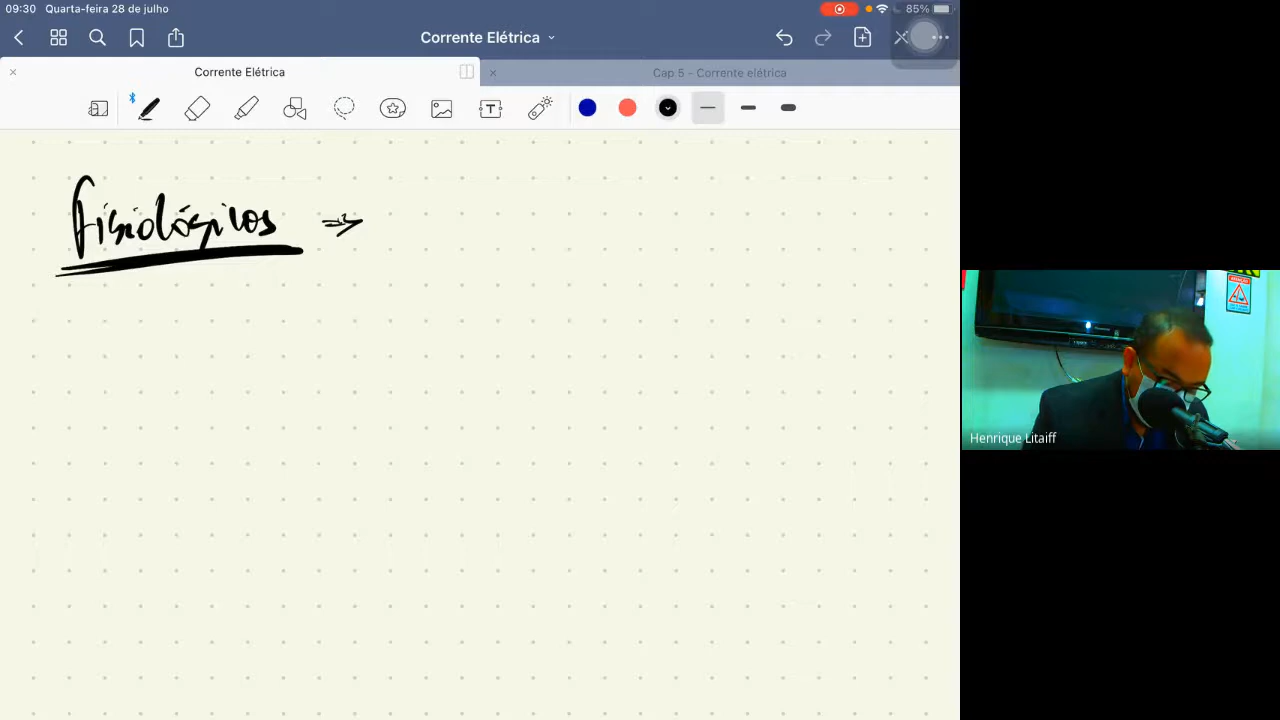 09:30 Quarta-feira 28 de julho 85%
Corrente Elétrica
Corrente Elétrica
Cap 5 - Corrente elétrica
T
Fisiológicos ⇒
Henrique Litaiff